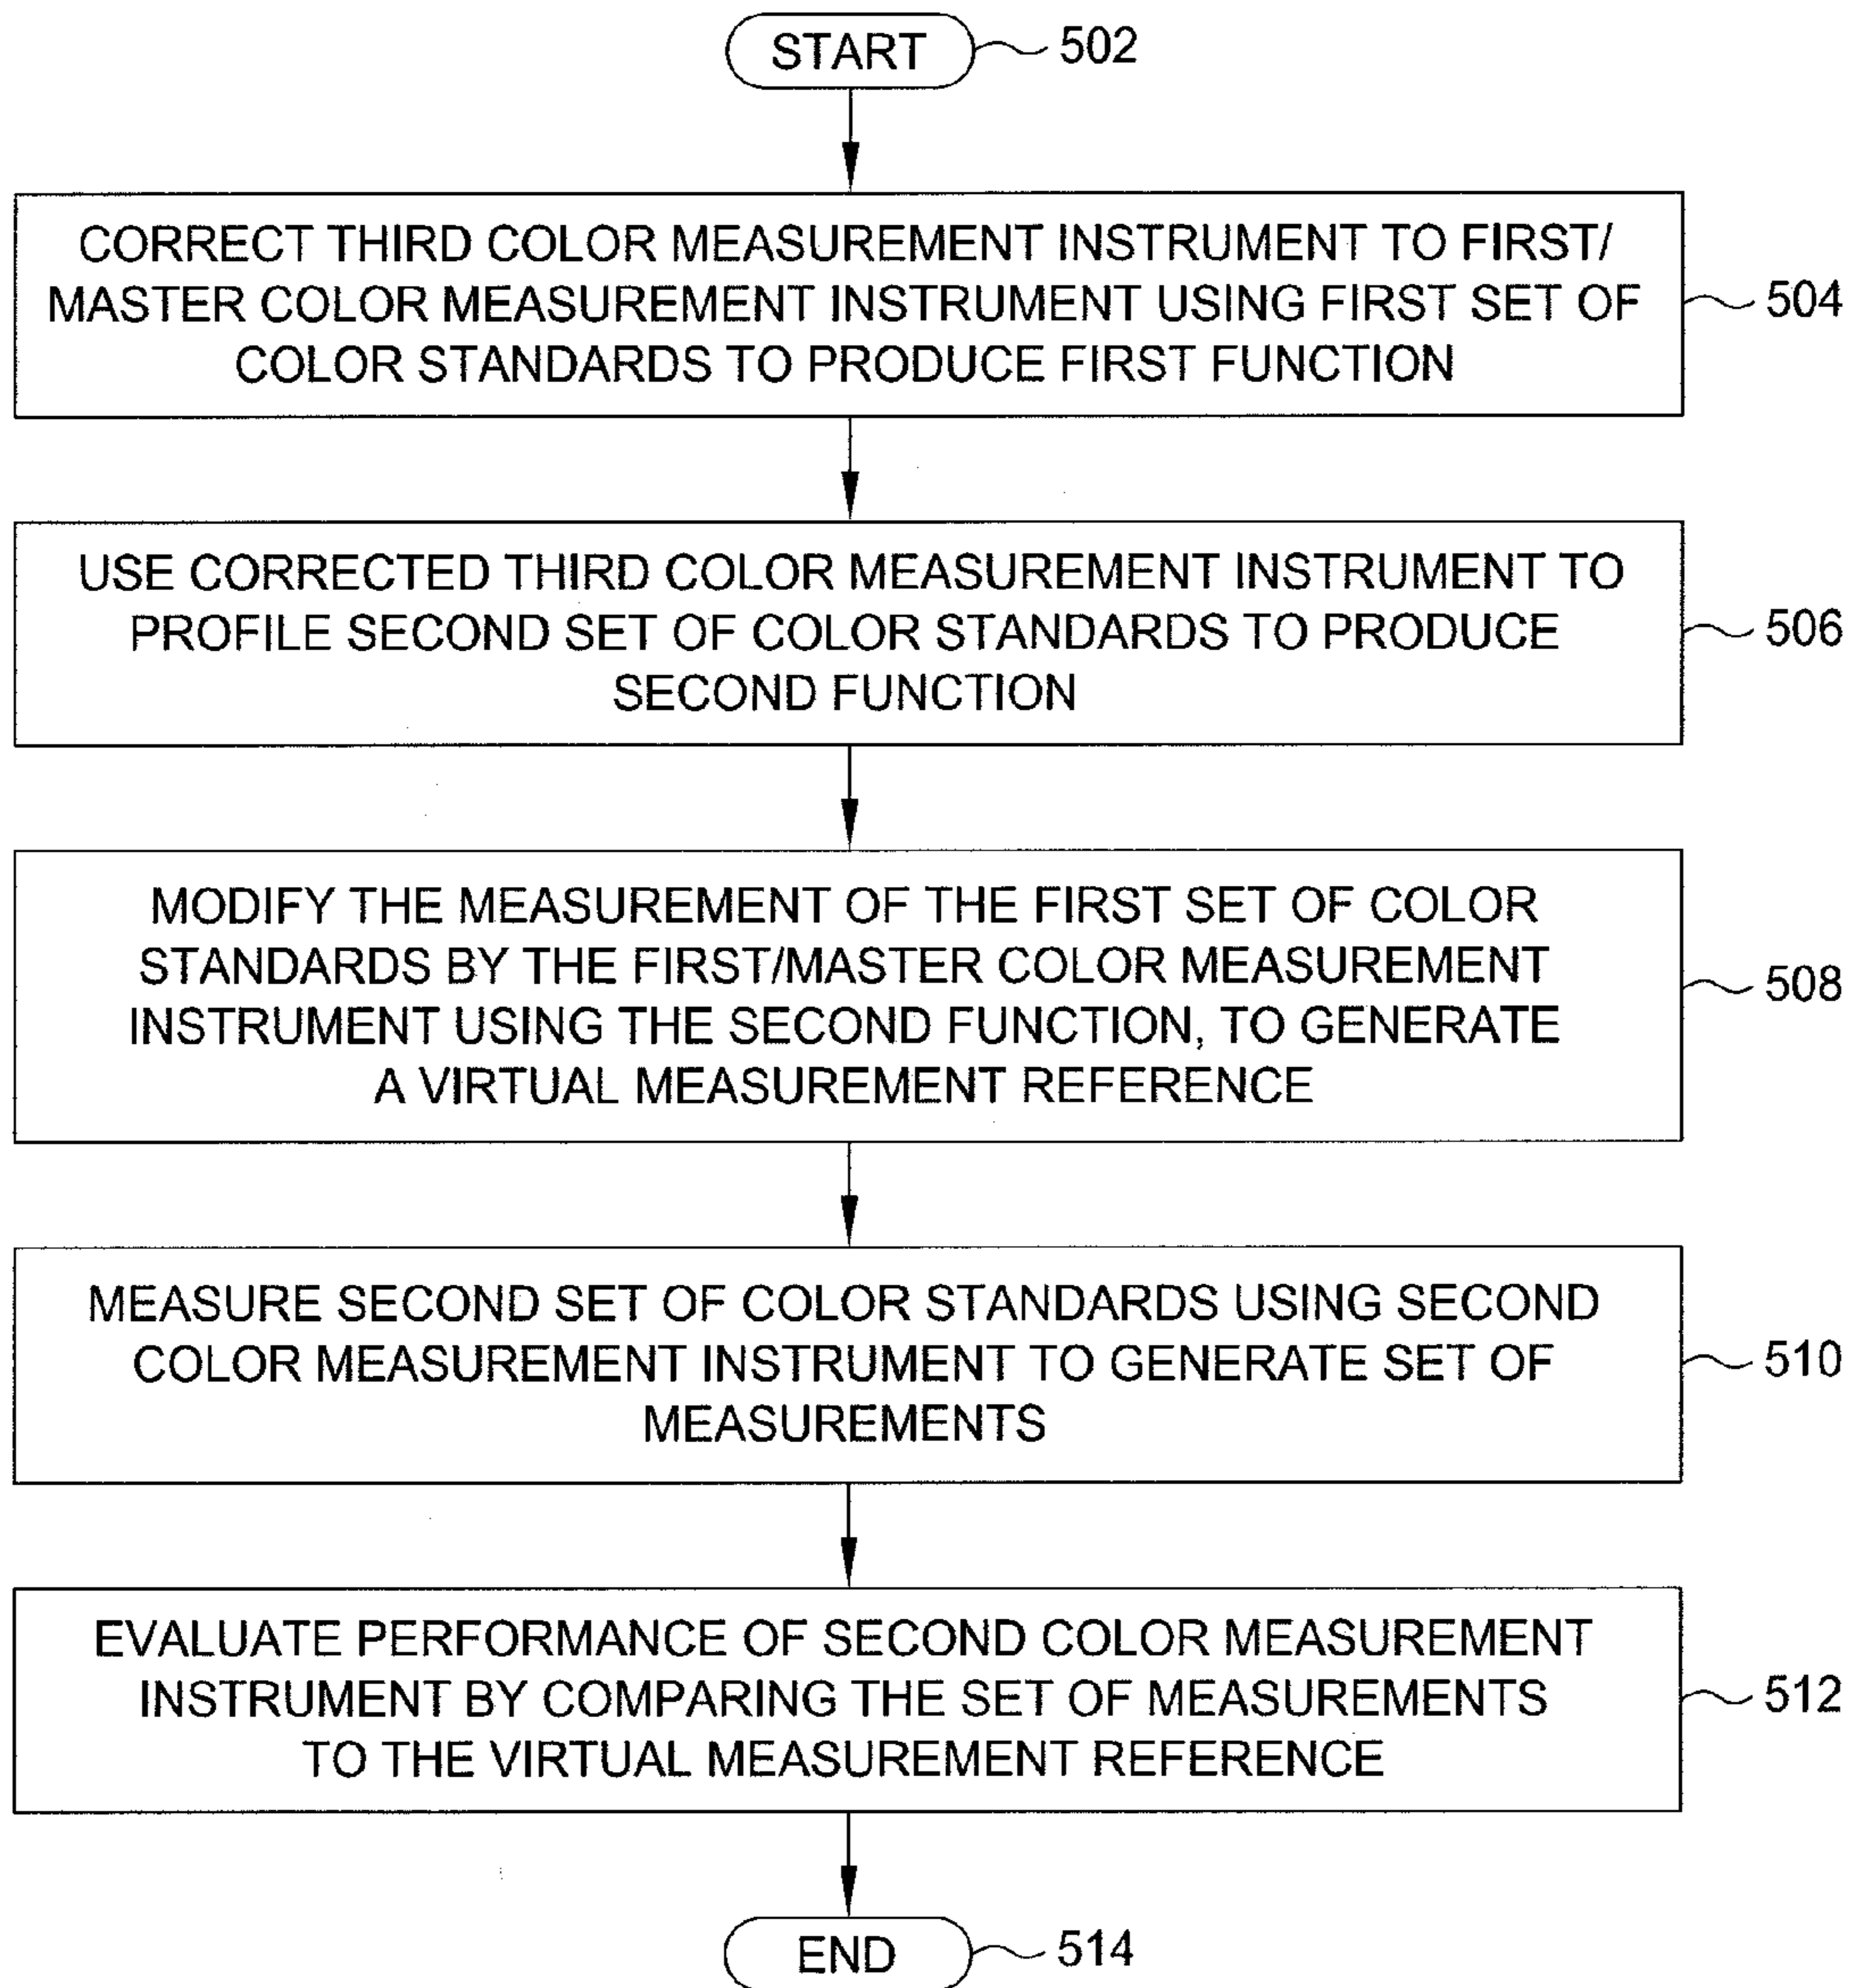 START
502
CORRECT THIRD COLOR MEASUREMENT INSTRUMENT TO FIRST/
MASTER COLOR MEASUREMENT INSTRUMENT USING FIRST SET OF
COLOR STANDARDS TO PRODUCE FIRST FUNCTION
504
USE CORRECTED THIRD COLOR MEASUREMENT INSTRUMENT TO
PROFILE SECOND SET OF COLOR STANDARDS TO PRODUCE
SECOND FUNCTION
506
MODIFY THE MEASUREMENT OF THE FIRST SET OF COLOR
STANDARDS BY THE FIRST/MASTER COLOR MEASUREMENT
INSTRUMENT USING THE SECOND FUNCTION, TO GENERATE
A VIRTUAL MEASUREMENT REFERENCE
508
MEASURE SECOND SET OF COLOR STANDARDS USING SECOND
COLOR MEASUREMENT INSTRUMENT TO GENERATE SET OF
MEASUREMENTS
510
EVALUATE PERFORMANCE OF SECOND COLOR MEASUREMENT
INSTRUMENT BY COMPARING THE SET OF MEASUREMENTS
TO THE VIRTUAL MEASUREMENT REFERENCE
512
END
514